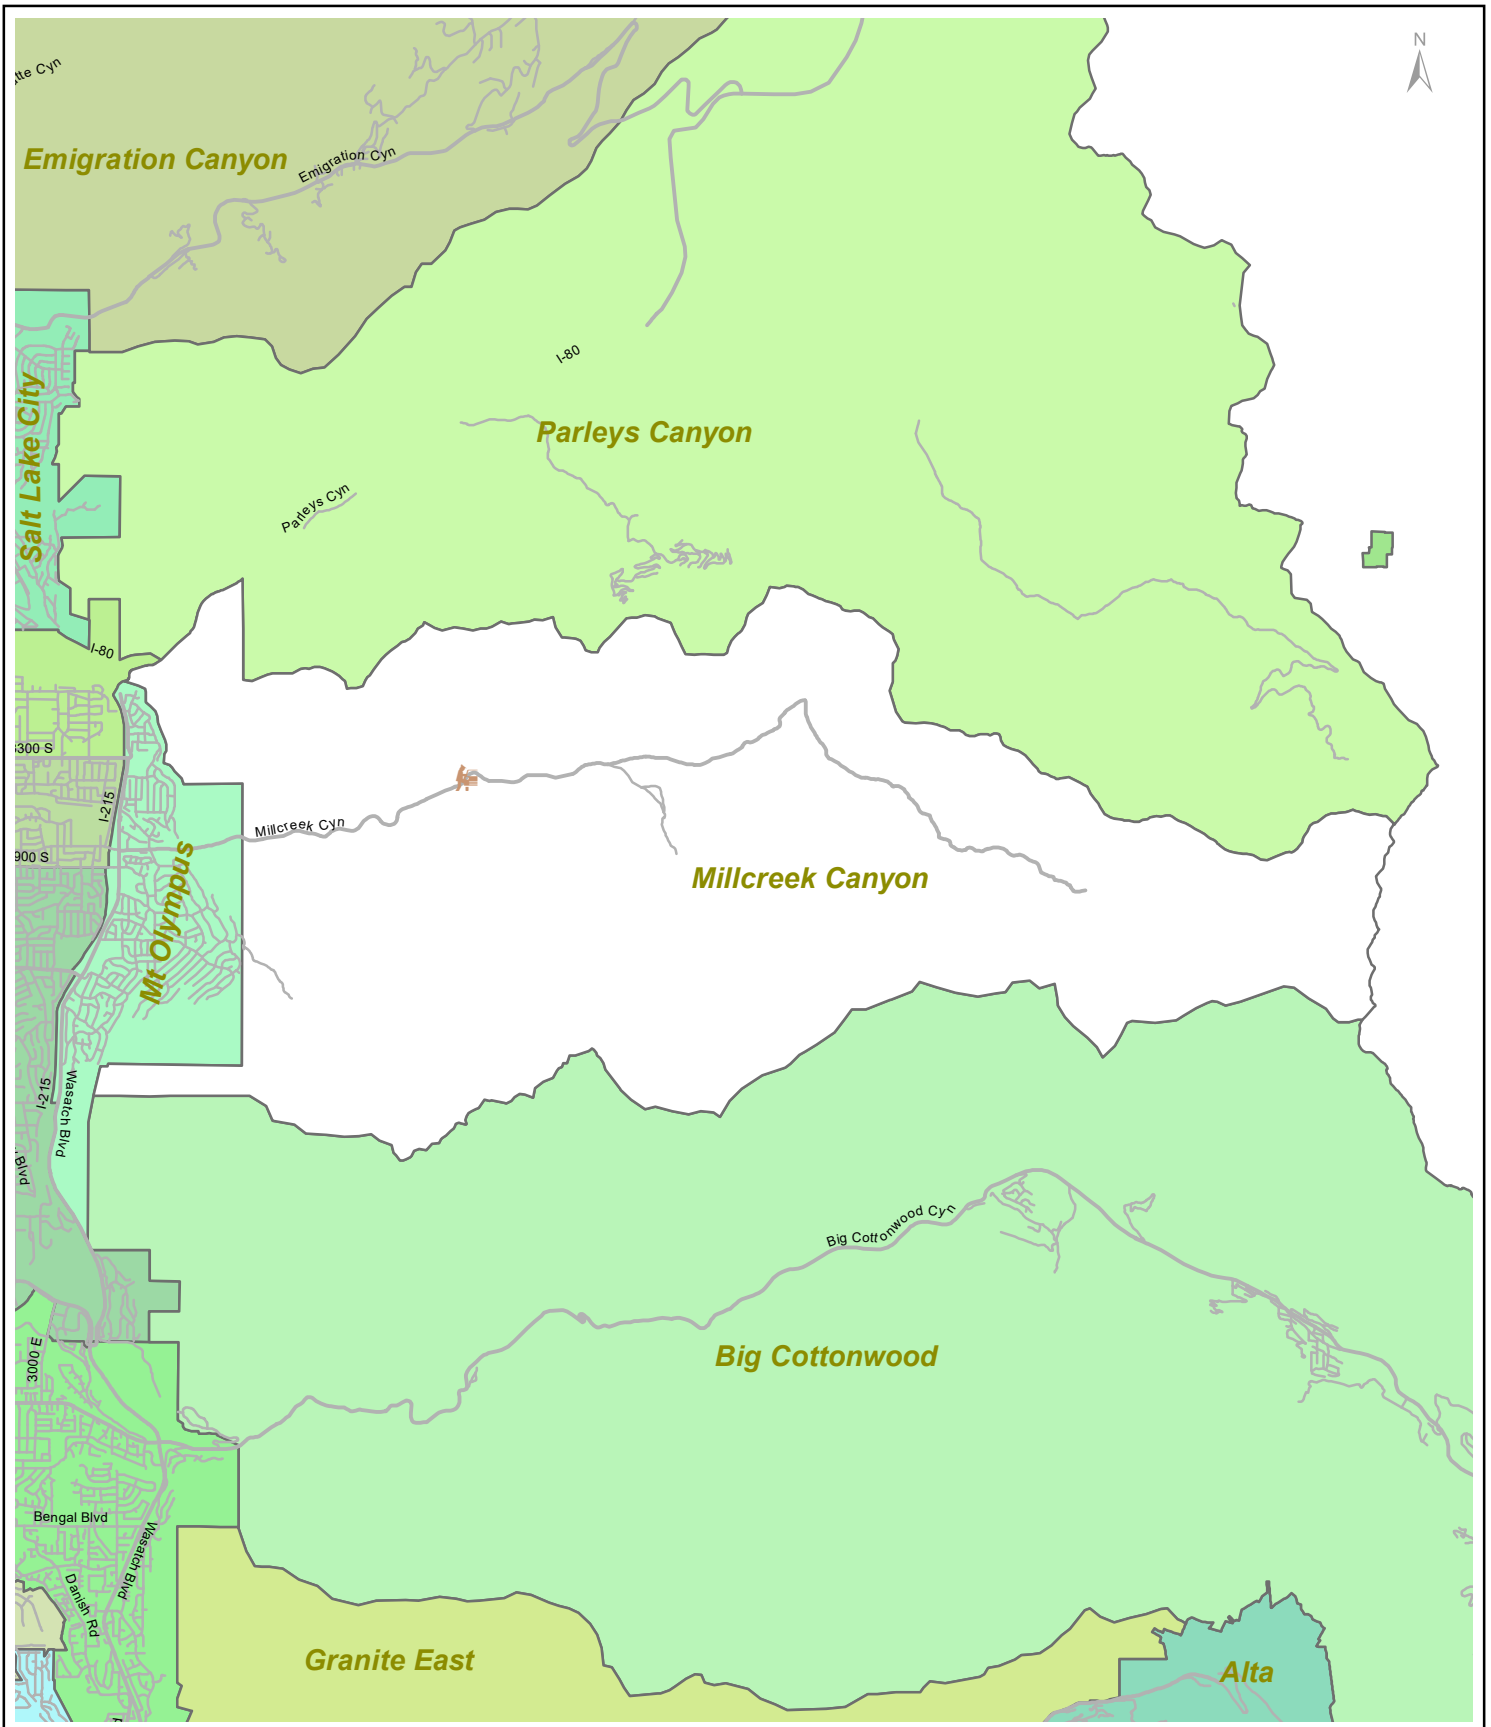 N
Emigration Canyon
Emigration Cyn
I-80
Salt Lake City
Parleys Canyon
Parleys Cyn
I-80
I-215
Millcreek Cyn
900 S
Mt Olympus
Millcreek Canyon
I-215
Wasatch Blvd
Blvd
Big Cottonwood Cyn
3000 E
Big Cottonwood
Bengal Blvd
Wasatch Blvd
Danish Rd
Granite East
Alta